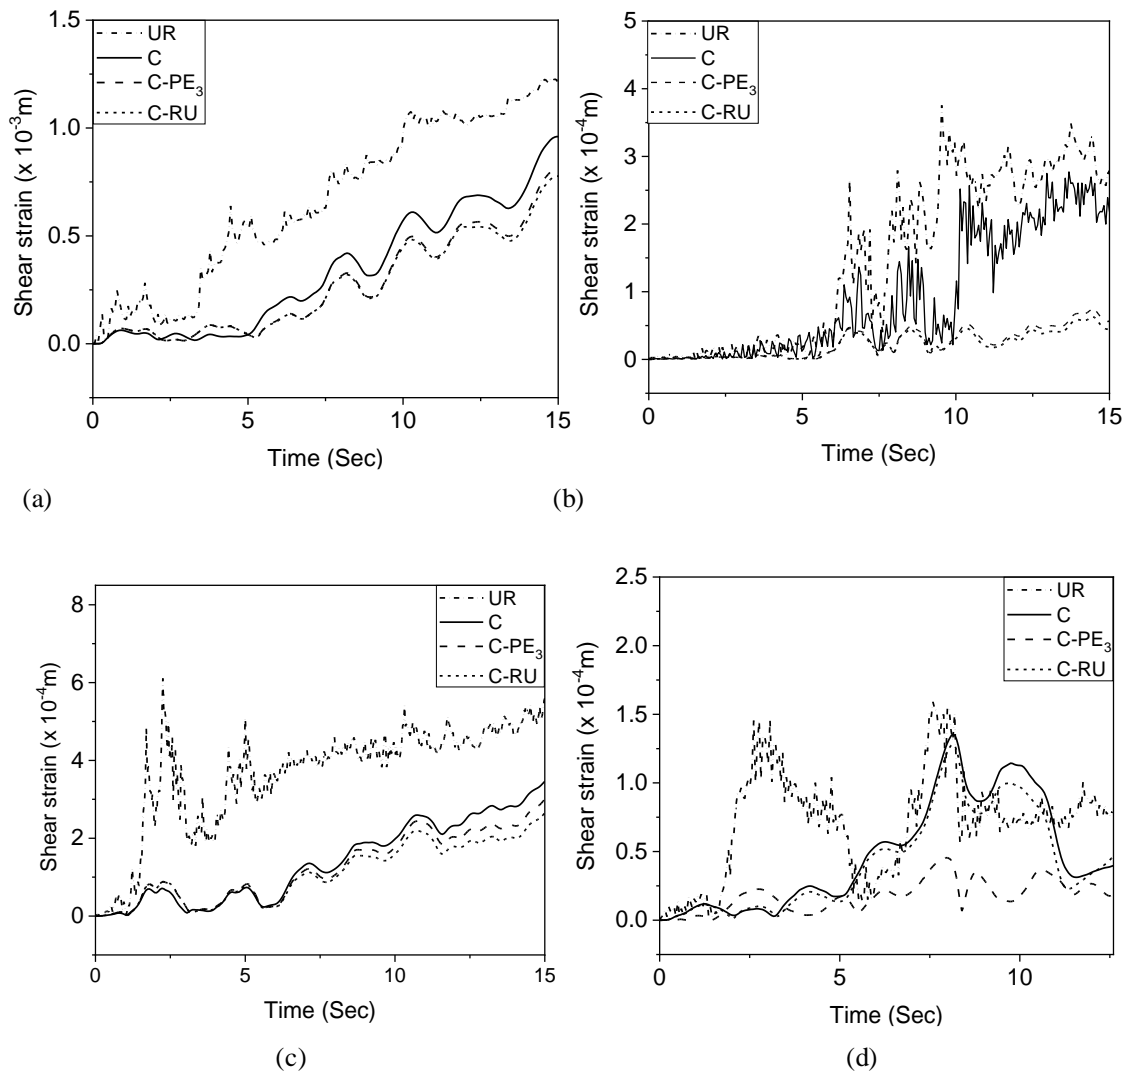 1.5
1.0
0.5
0.0
Shear strain (x 10-3m)
UR
C
C-PE3
C-RU
0 5 10 15
Time (Sec)
(a)
5
4
3
2
1
0
Shear strain (x 10-4m)
UR
C
C-PE3
C-RU
0 5 10 15
Time (Sec)
(b)
8
6
4
2
0
Shear strain (x 10-4m)
UR
C
C-PE3
C-RU
0 5 10 15
Time (Sec)
(c)
2.5
2.0
1.5
1.0
0.5
0.0
Shear strain (x 10-4m)
UR
C
C-PE3
C-RU
0 5 10
Time (Sec)
(d)